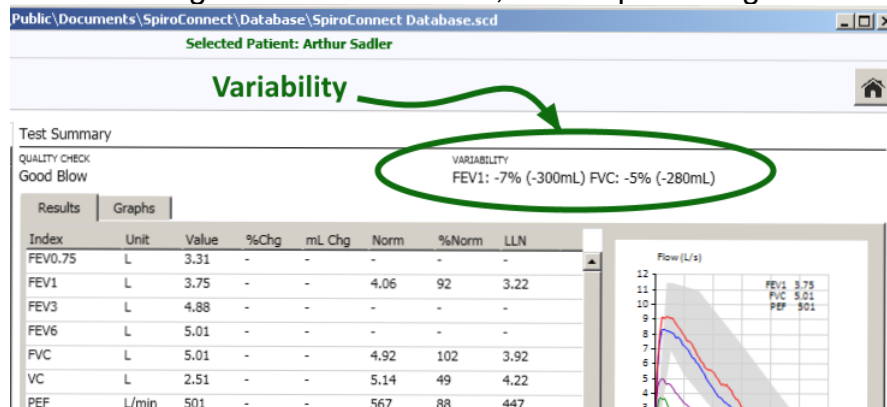 Public\Documents\SpiroConnect\Database\SpiroConnect Database.scd
Selected Patient: Arthur Sadler
Variability
Test Summary
QUALITY CHECK
Good Blow
VARIABILITY
FEV1: -7% (-300mL) FVC: -5% (-280mL)
Results Graphs
Index Unit Value %Chg mL Chg Norm %Norm LLN
FEV0.75 L 3.31 - - - - -
FEV1 L 3.75 - - 4.06 92 3.22
FEV3 L 4.88 - - - - -
FEV6 L 5.01 - - - - -
FVC L 5.01 - - 4.92 102 3.92
VC L 2.51 - - 5.14 49 4.22
PEF L/min 501 - - 567 88 447
Flow (L/s)
12
11
10
9
8
7
6
5
4
3
FEV1 3.75
FVC 5.01
PEF 501